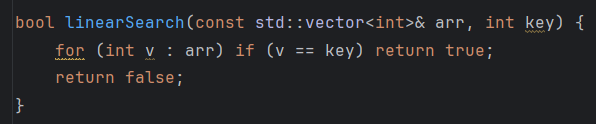 bool linearSearch(const std::vector<int>& arr, int key) {
    for (int v : arr) if (v == key) return true;
    return false;
}